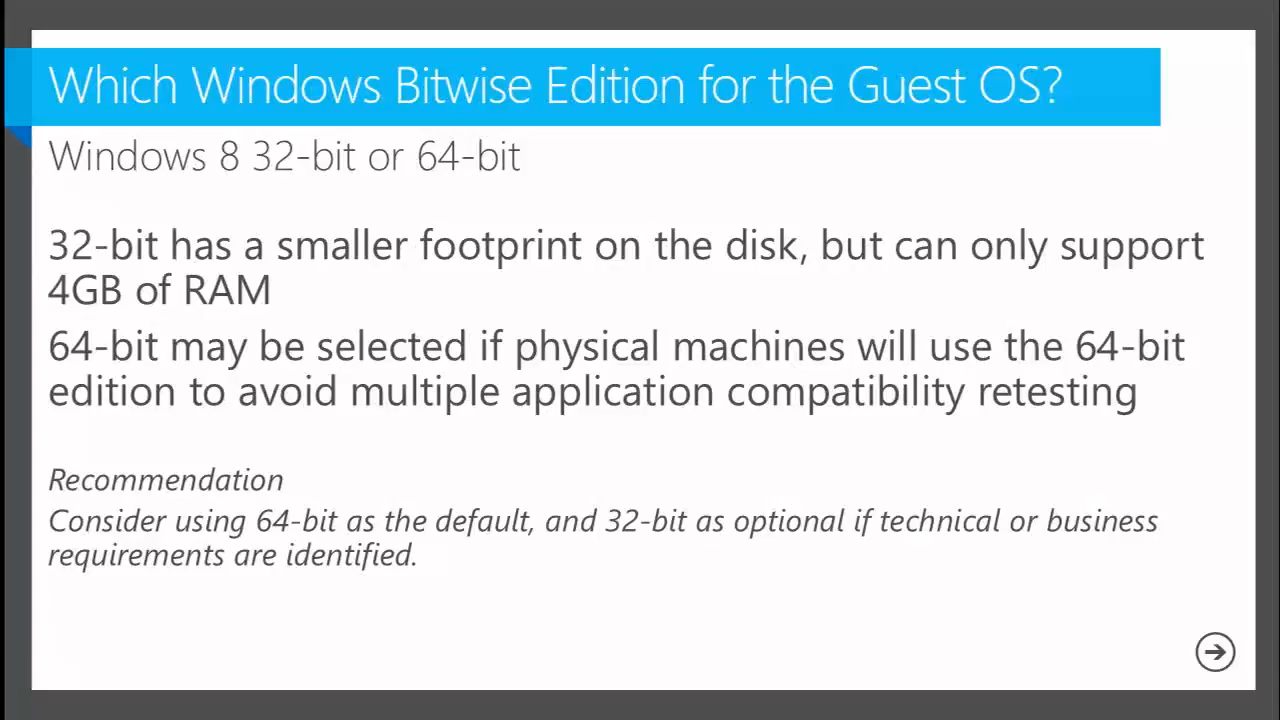 Which Windows Bitwise Edition for the Guest OS?
Windows 8 32-bit or 64-bit
32-bit has a smaller footprint on the disk, but can only support
4GB of RAM
64-bit may be selected if physical machines will use the 64-bit
edition to avoid multiple application compatibility retesting
Recommendation
Consider using 64-bit as the default, and 32-bit as optional if technical or business
requirements are identified.